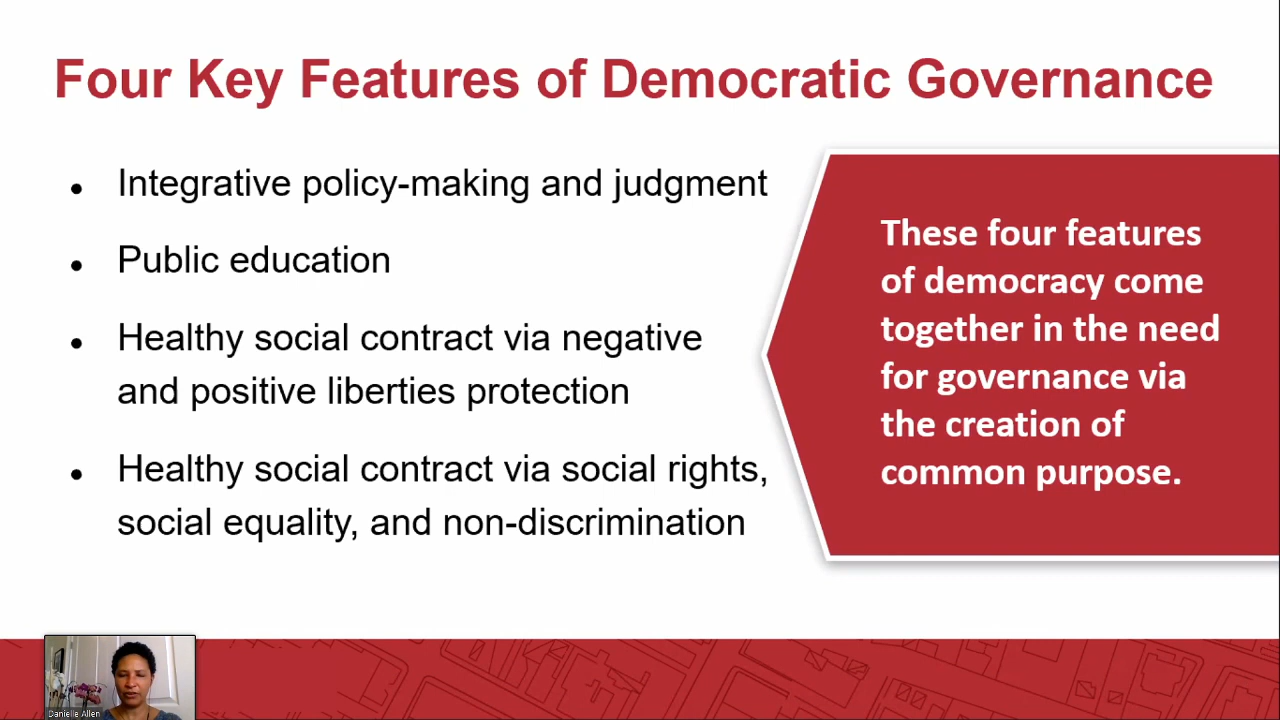 Four Key Features of Democratic Governance
• Integrative policy-making and judgment
• Public education
• Healthy social contract via negative
and positive liberties protection
• Healthy social contract via social rights,
social equality, and non-discrimination
These four features
of democracy come
together in the need
for governance via
the creation of
common purpose.
Danielle Allen